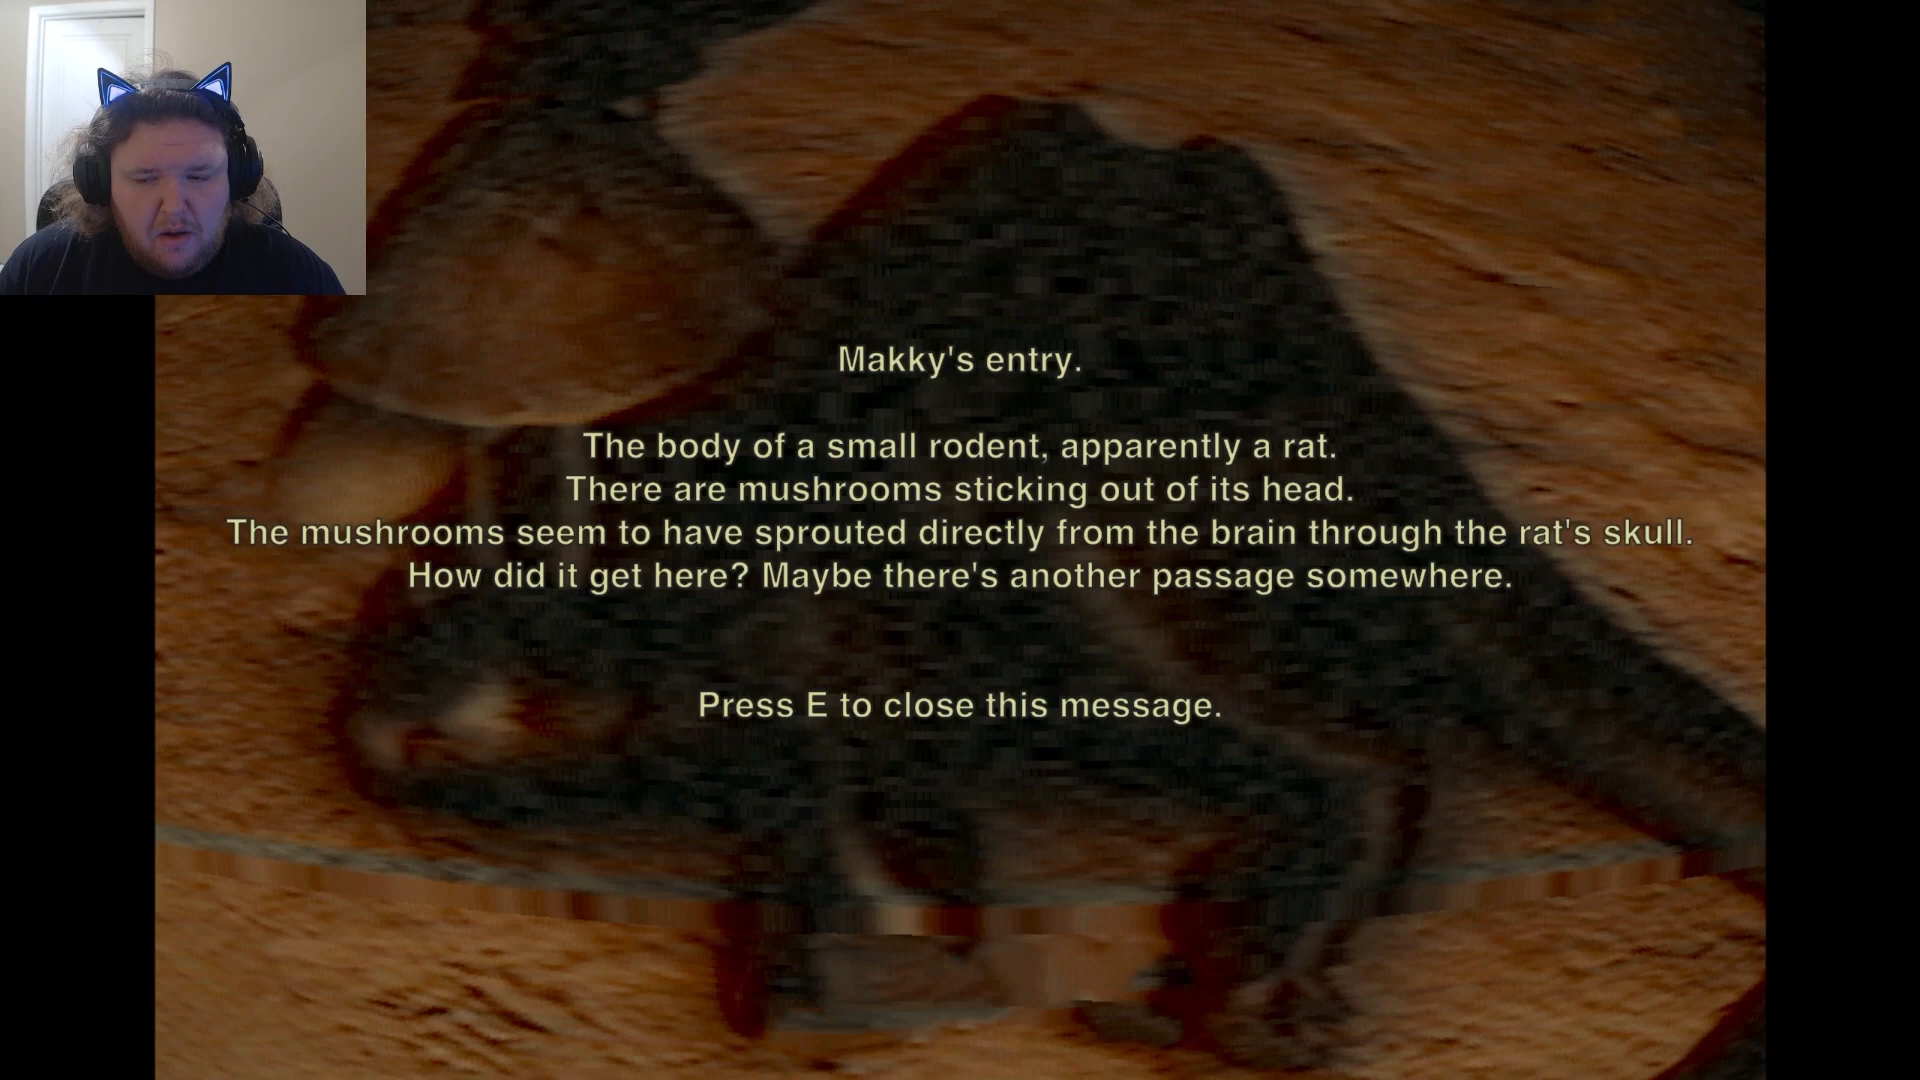 Makky's entry.
The body of a small rodent, apparently a rat.
There are mushrooms sticking out of its head.
The mushrooms seem to have sprouted directly from the brain through the rat's skull.
How did it get here? Maybe there's another passage somewhere.
Press E to close this message.